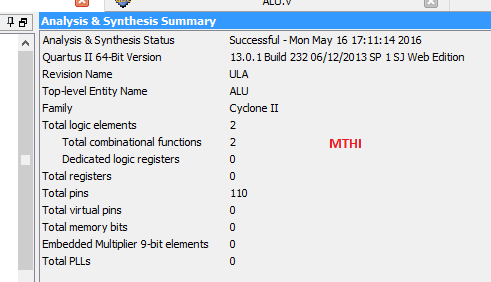 ALU.v
Analysis & Synthesis Summary
Analysis & Synthesis Status Successful - Mon May 16 17:11:14 2016
Quartus II 64-Bit Version 13.0.1 Build 232 06/12/2013 SP 1 SJ Web Edition
Revision Name ULA
Top-level Entity Name ALU
Family Cyclone II
Total logic elements 2
Total combinational functions 2 MTHI
Dedicated logic registers 0
Total registers 0
Total pins 110
Total virtual pins 0
Total memory bits 0
Embedded Multiplier 9-bit elements 0
Total PLLs 0